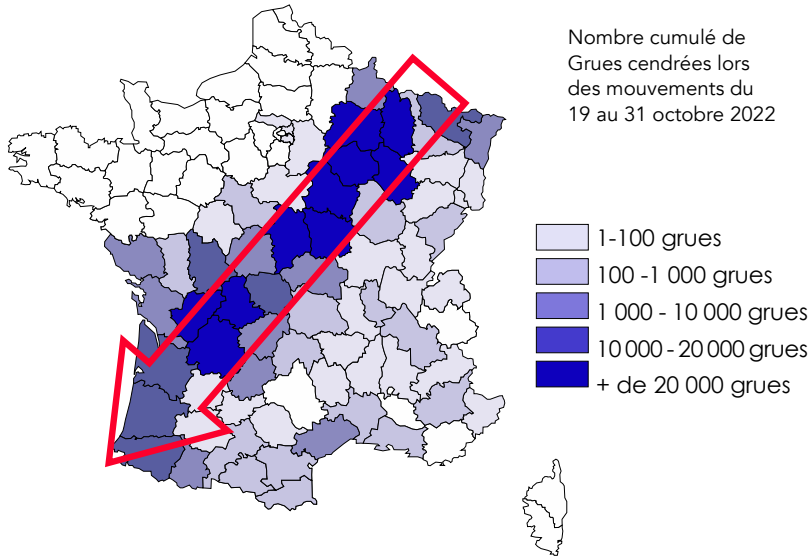 Nombre cumulé de
Grues cendrées lors
des mouvements du
19 au 31 octobre 2022
1-100 grues
100 -1 000 grues
1 000 - 10 000 grues
10 000 - 20 000 grues
+ de 20 000 grues